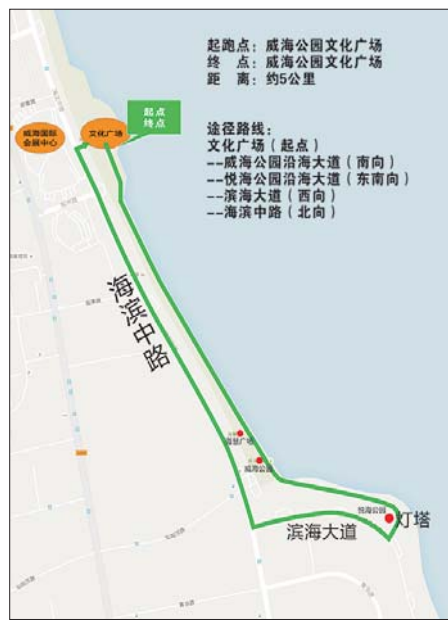 起跑点：威海公园文化广场
终　点：威海公园文化广场
距　离：约5公里
途径路线：
文化广场（起点）
--威海公园沿海大道（南向）
--悦海公园沿海大道（东南向）
--滨海大道（西向）
--海滨中路（北向）
起点
终点
文化广场
威海国际
会展中心
海滨中路
威海公园
悦海公园
灯塔
滨海大道